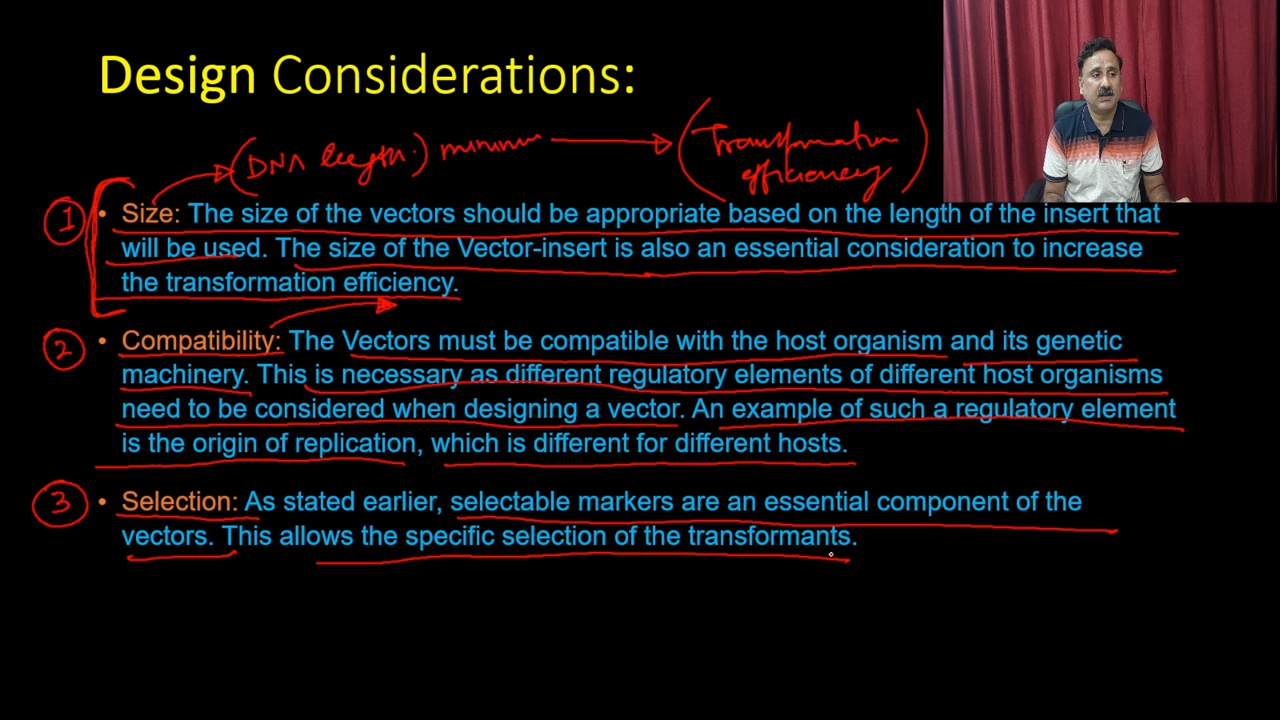 Design Considerations:
(DNA length.) minimum (Transformation
efficiency)
1 • Size: The size of the vectors should be appropriate based on the length of the insert that
will be used. The size of the Vector-insert is also an essential consideration to increase
the transformation efficiency.
2 • Compatibility: The Vectors must be compatible with the host organism and its genetic
machinery. This is necessary as different regulatory elements of different host organisms
need to be considered when designing a vector. An example of such a regulatory element
is the origin of replication, which is different for different hosts.
3 • Selection: As stated earlier, selectable markers are an essential component of the
vectors. This allows the specific selection of the transformants.